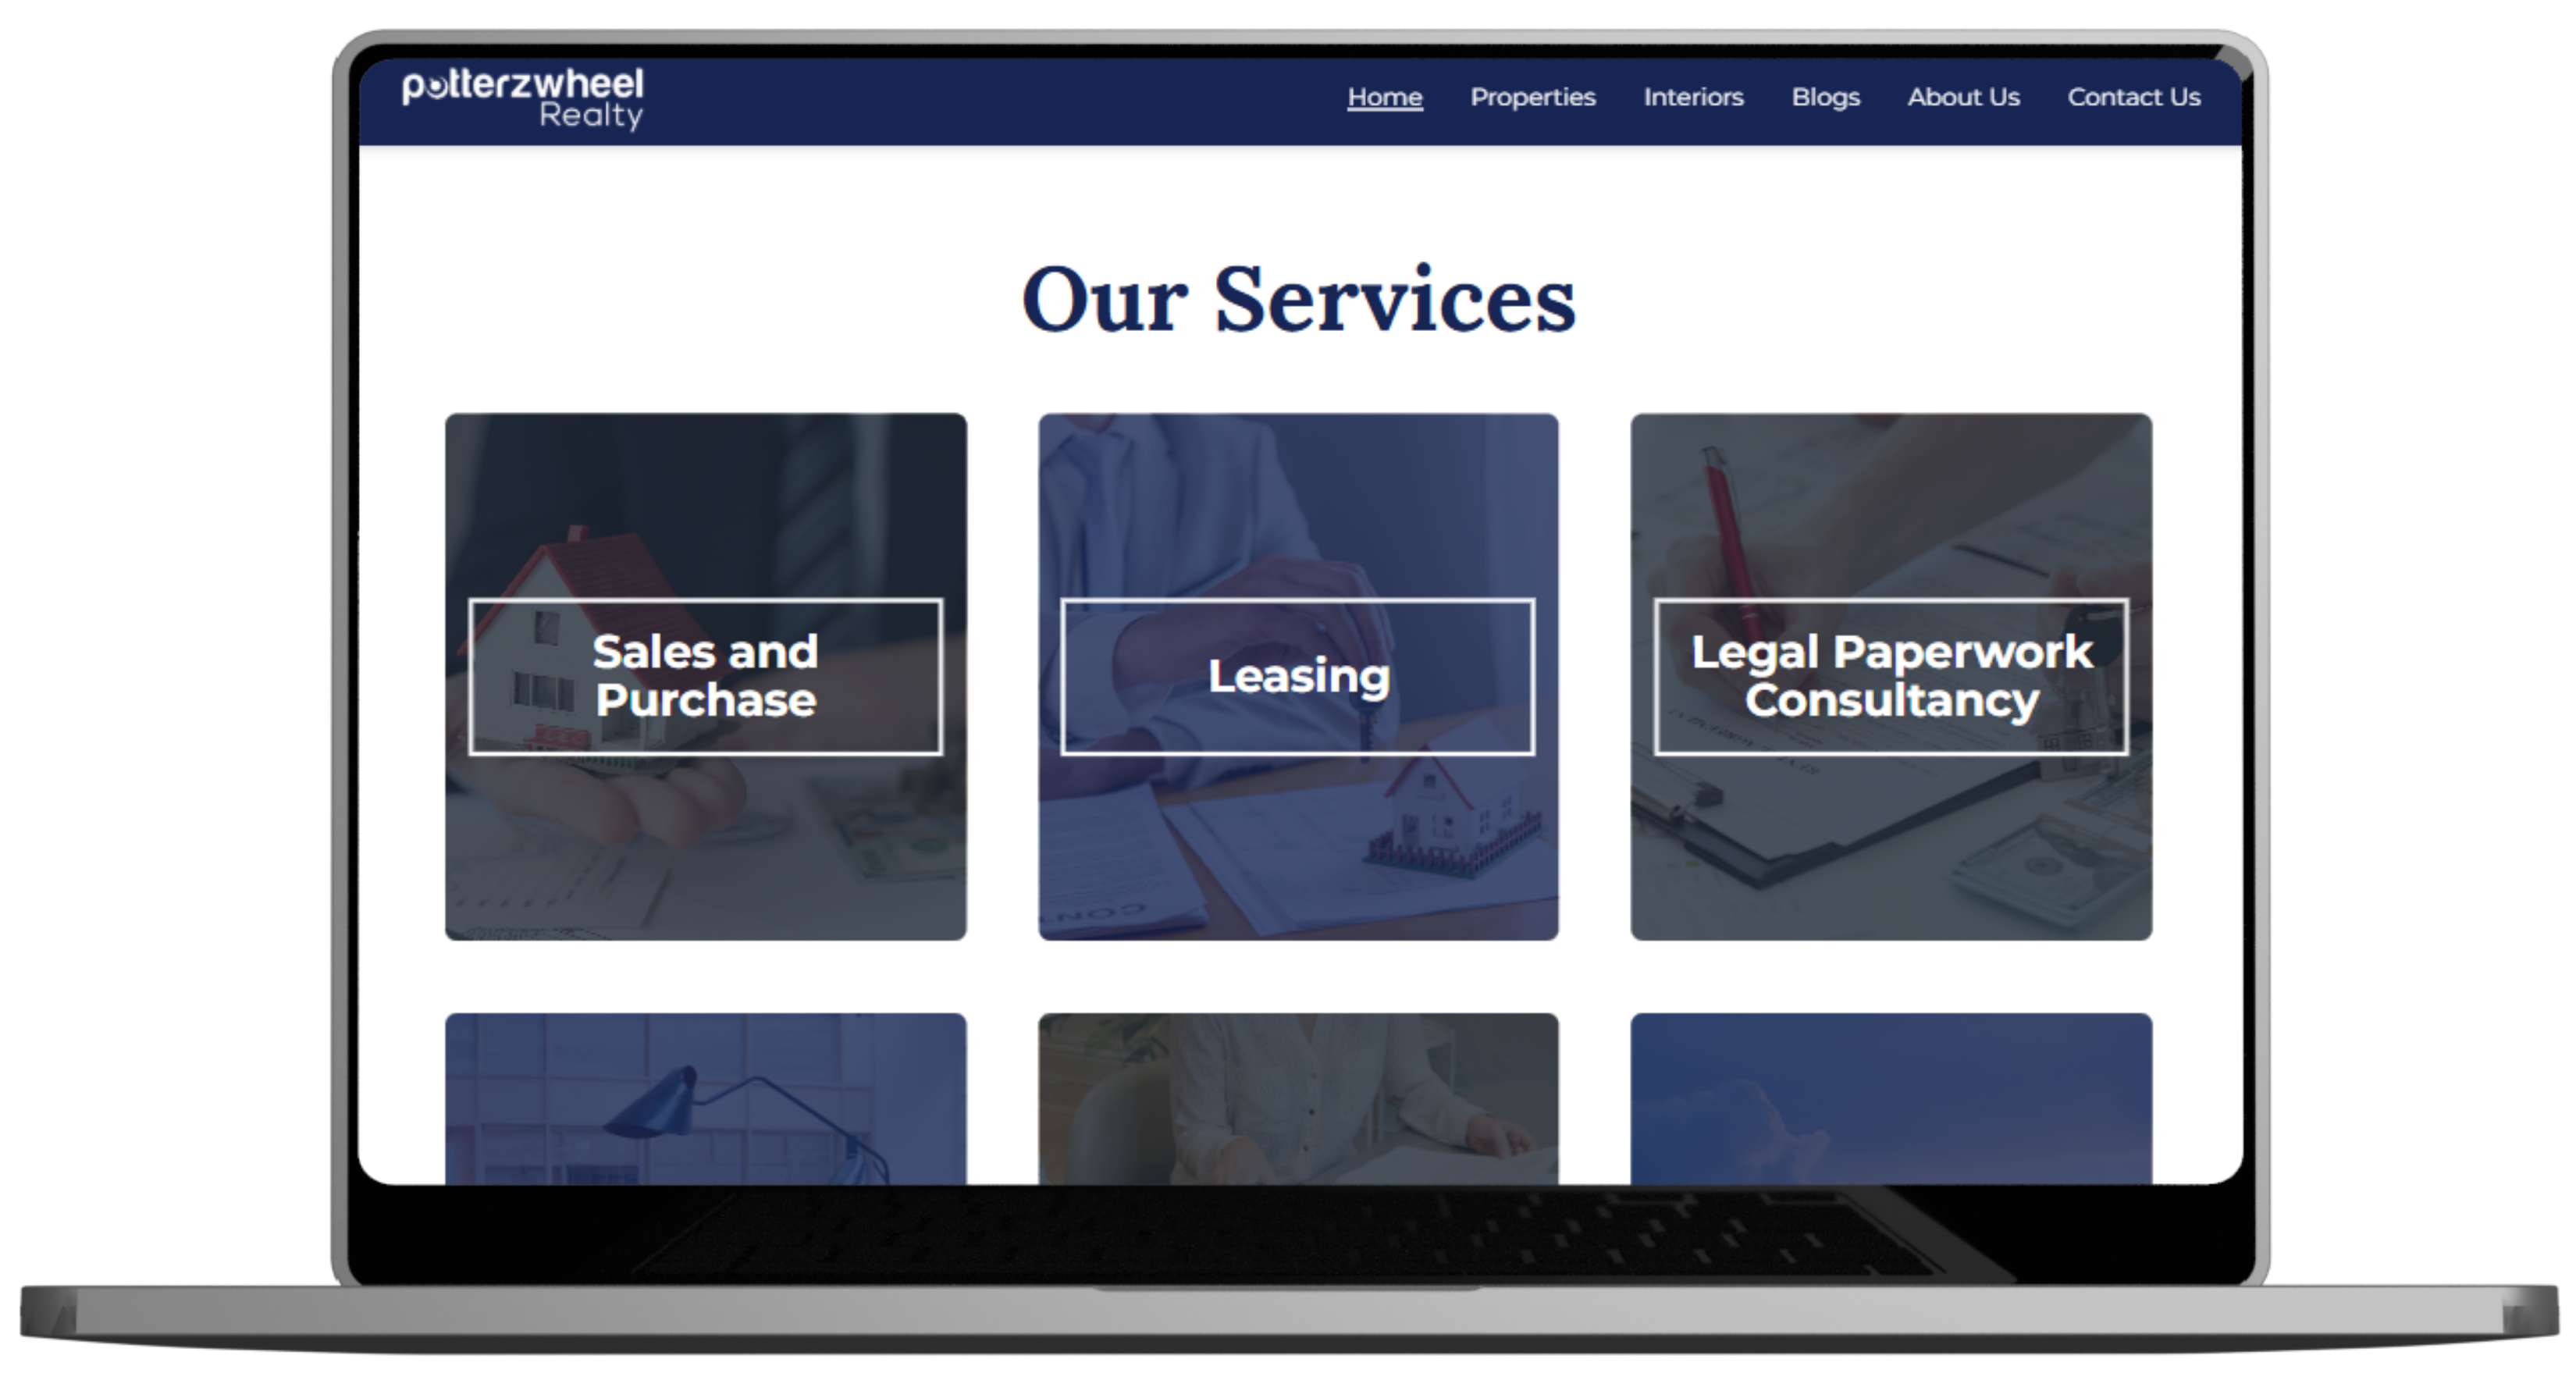 potterzwheel
Realty
Home Properties Interiors Blogs About Us Contact Us
Our Services
Sales and
Purchase
Leasing
Legal Paperwork
Consultancy